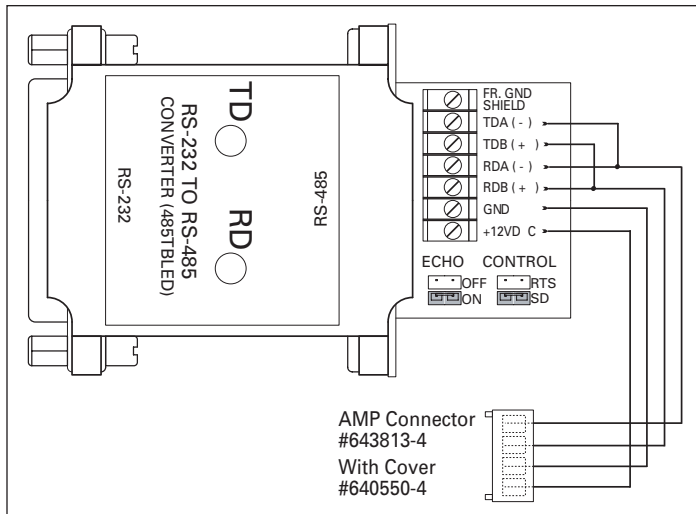 TD
RD
RS-232 TO RS-485
CONVERTER (485TBLED)
RS-232
RS-485
FR. GND
SHIELD
TDA ( - )
TDB ( + )
RDA ( - )
RDB ( + )
GND
+12VD C
ECHO CONTROL
OFF RTS
ON SD
AMP Connector
#643813-4
With Cover
#640550-4